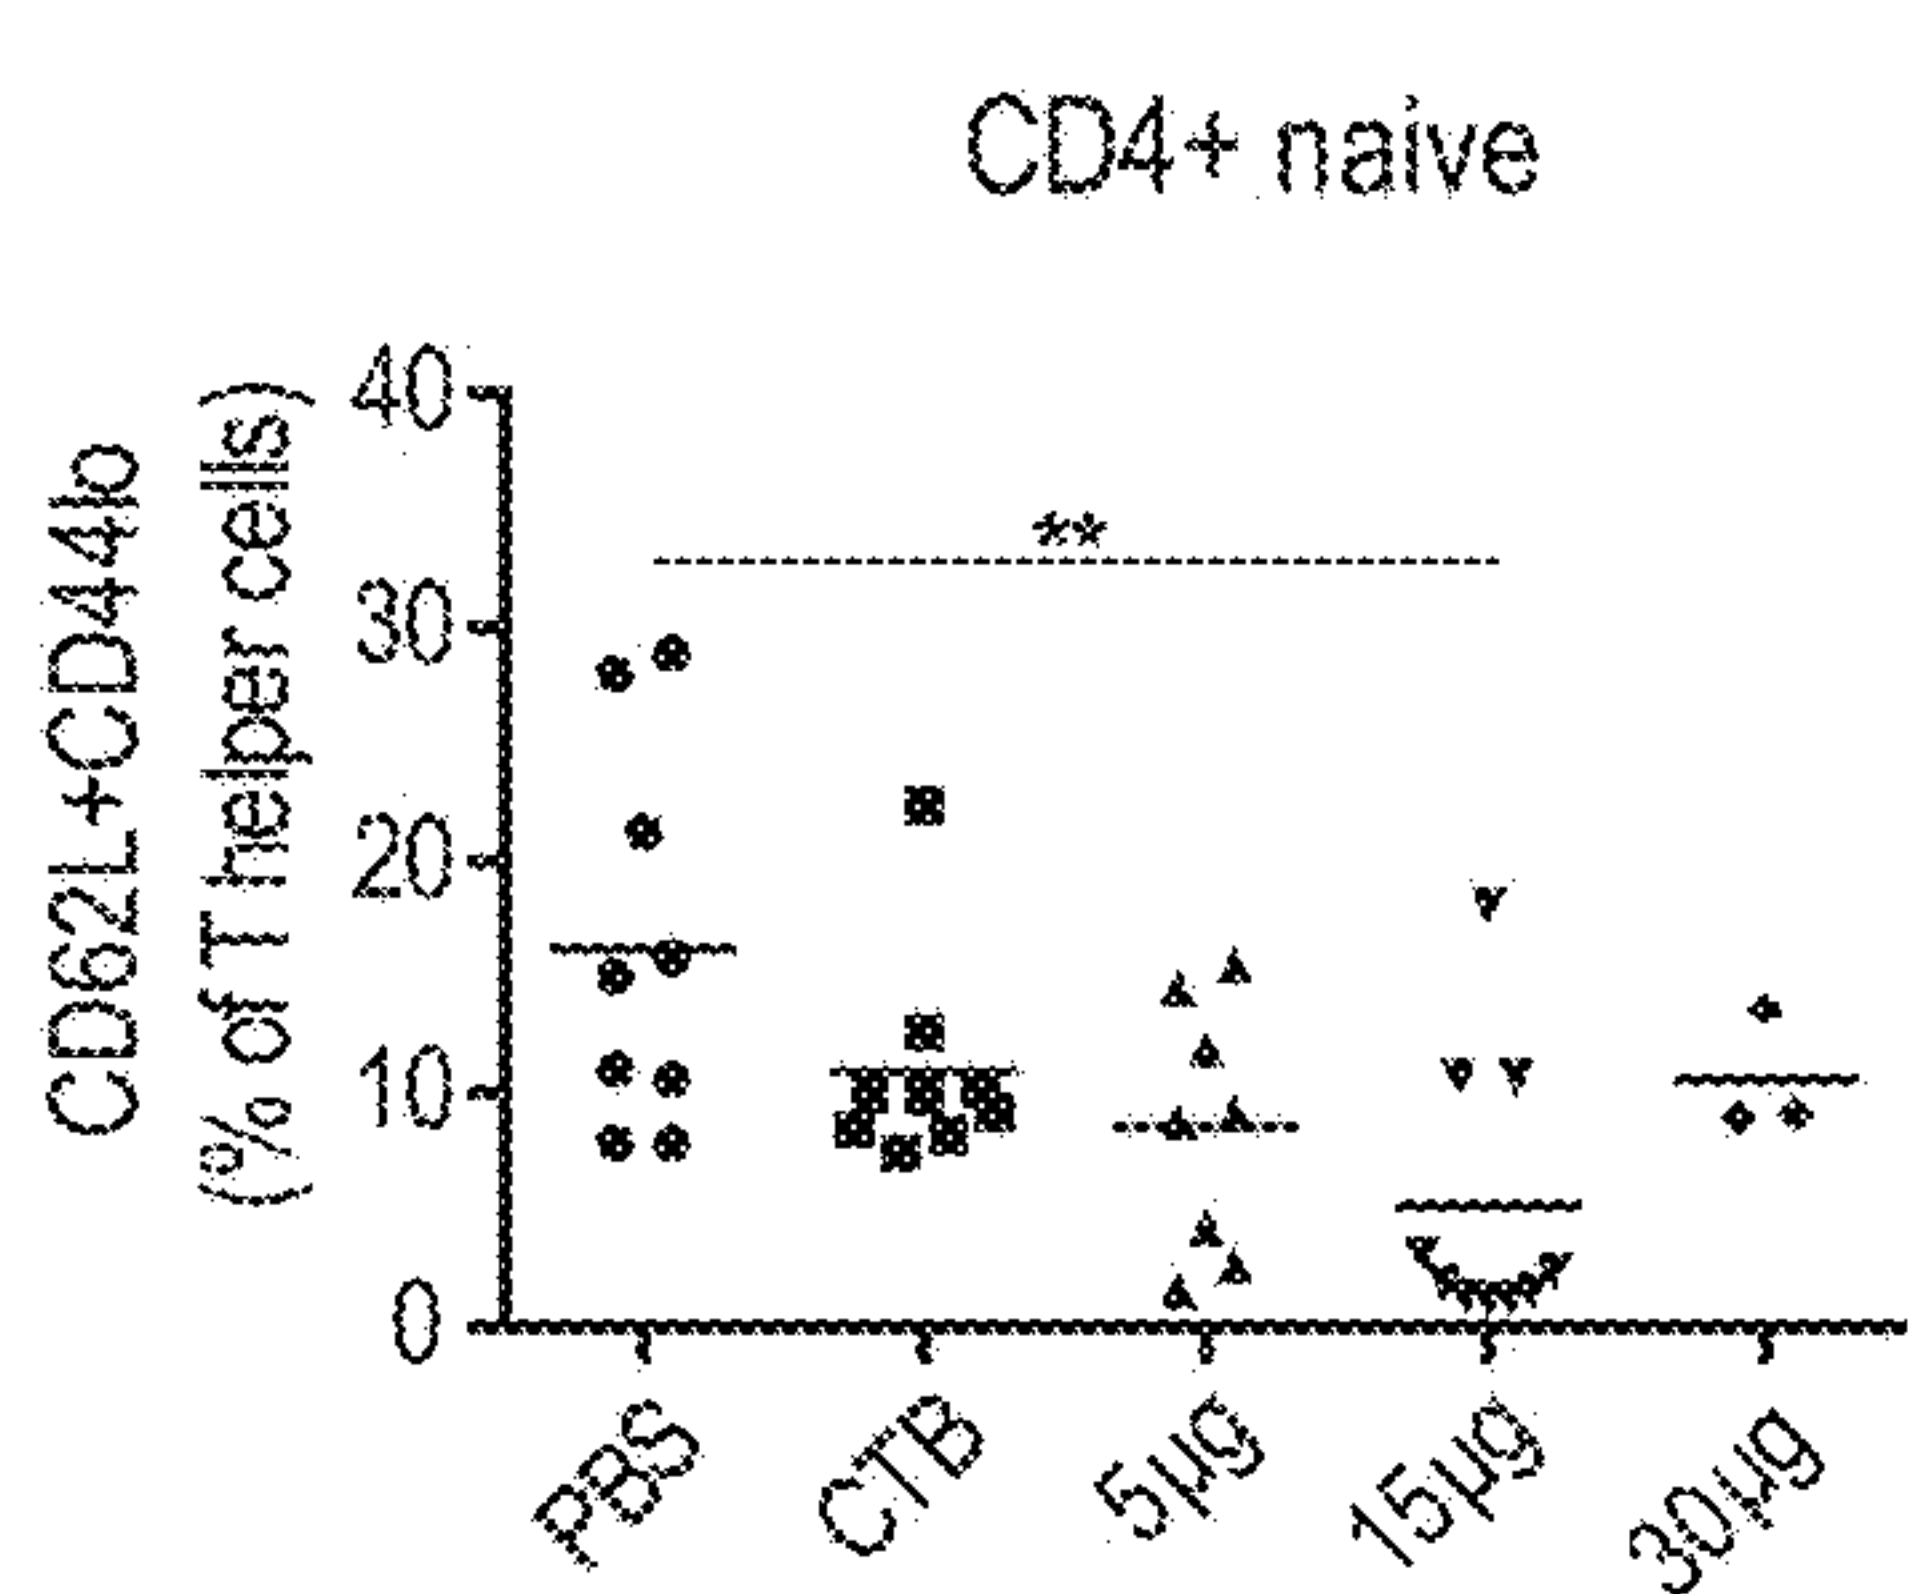 CD4+ naive
CD62L+CD44lo
(% of T helper cells)
40
30
20
10
0
**
PBS
CTB
5µg
15µg
30µg